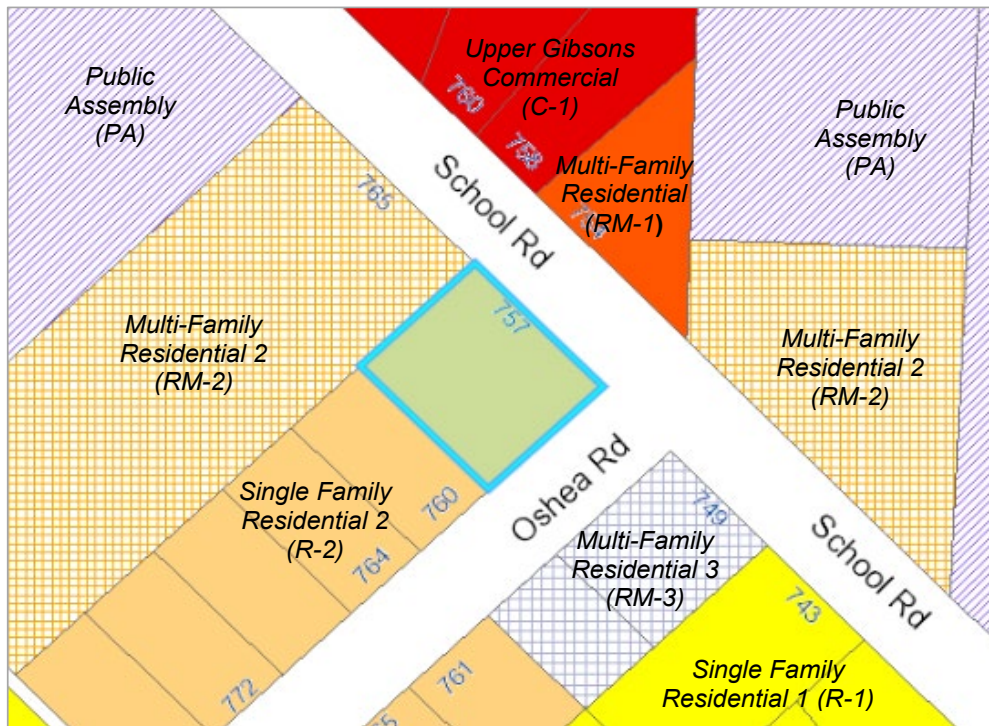 Upper Gibsons
Commercial
(C-1)
Public
Assembly
(PA)
Public
Assembly
(PA)
760
758
Multi-Family
Residential
(RM-1)
765
School Rd
757
Multi-Family
Residential 2
(RM-2)
Multi-Family
Residential 2
(RM-2)
Oshea Rd
749
Single Family
Residential 2
(R-2)
760
764
Multi-Family
Residential 3
(RM-3)
School Rd
743
761
772
Single Family
Residential 1 (R-1)